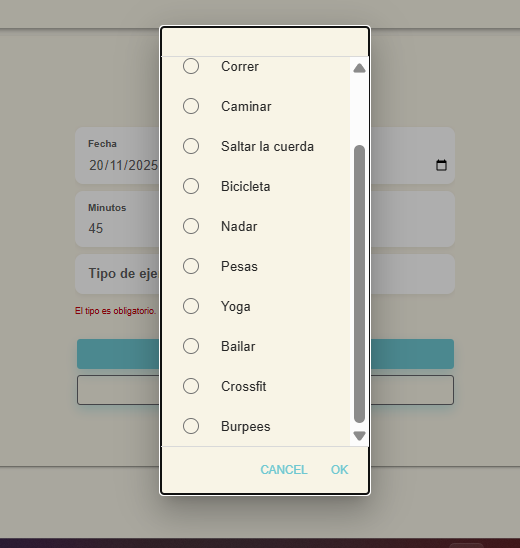 Fecha
20/11/2025
Minutos
45
Tipo de eje
El tipo es obligatorio.
Correr
Caminar
Saltar la cuerda
Bicicleta
Nadar
Pesas
Yoga
Bailar
Crossfit
Burpees
CANCEL OK